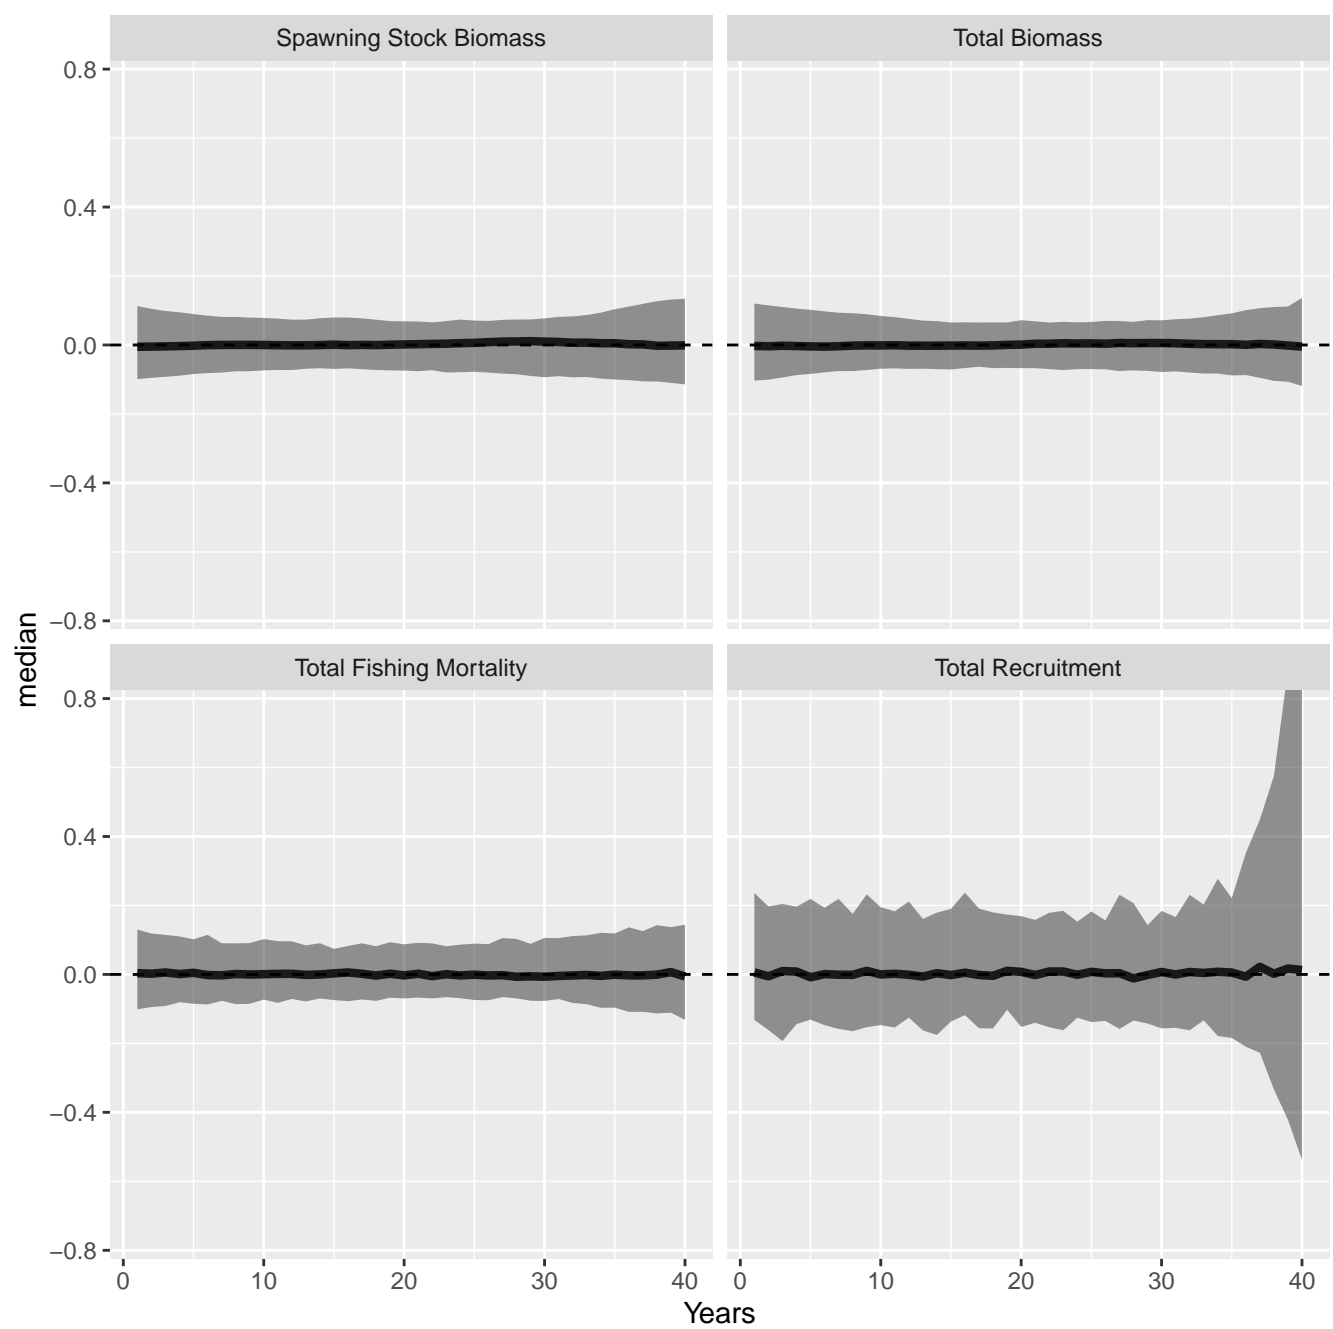 Spawning Stock Biomass
Total Biomass
0.8
0.4
0.0
−0.4
−0.8
median
Total Fishing Mortality
Total Recruitment
0.8
0.4
0.0
−0.4
−0.8
0 10 20 30 40
0 10 20 30 40
Years